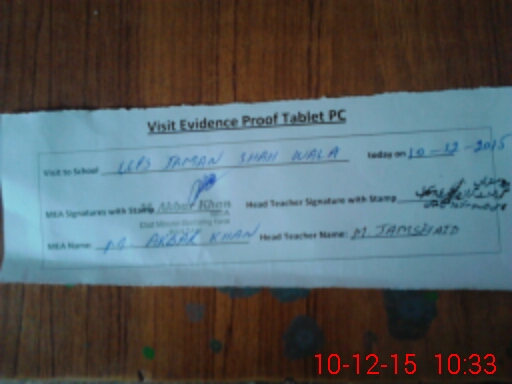 Visit Evidence Proof Tablet PC
Visit to School GPS JAMAN SHAH WALA today on 10-12-2015
MEA Signatures with Stamp M. Akbar Khan Head Teacher Signature with Stamp
MEA Name: M. AKBAR KHAN Head Teacher Name: M. JAMSHAID
10-12-15 10:33